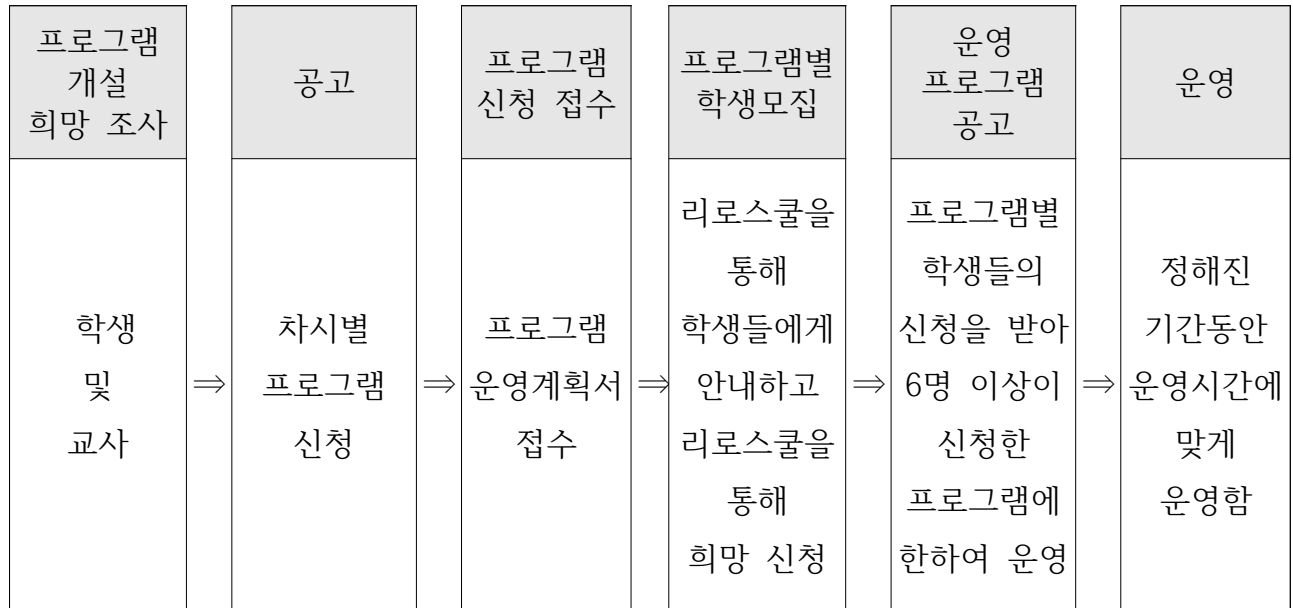 프로그램
개설
희망 조사
학생
및
교사
⇒
공고
차시별
프로그램
신청
⇒
프로그램
신청 접수
프로그램
운영계획서
접수
⇒
프로그램별
학생모집
리로스쿨을
통해
학생들에게
안내하고
리로스쿨을
통해
희망 신청
⇒
운영
프로그램
공고
프로그램별
학생들의
신청을 받아
6명 이상이
신청한
프로그램에
한하여 운영
⇒
운영
정해진
기간동안
운영시간에
맞게
운영함